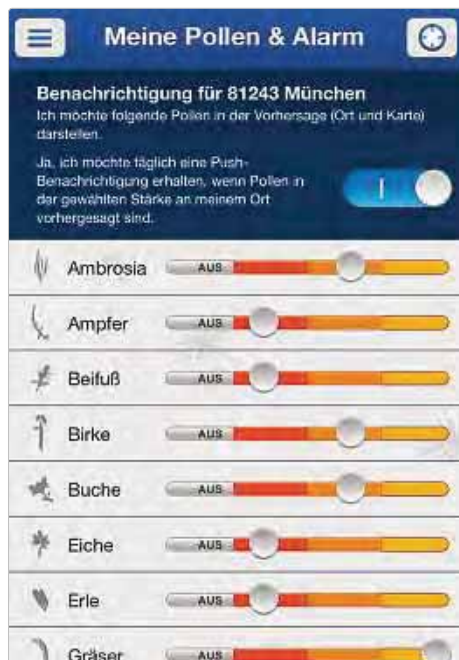 Meine Pollen & Alarm
Benachrichtigung für 81243 München
Ich möchte folgende Pollen in der Vorhersage (Ort und Karte)
darstellen.
Ja, ich möchte täglich eine Push-
Benachrichtigung erhalten, wenn Pollen in
der gewählten Stärke an meinem Ort
vorhergesagt sind.
Ambrosia AUS
Ampfer AUS
Beifuß AUS
Birke AUS
Buche AUS
Eiche AUS
Erle AUS
Gräser AUS